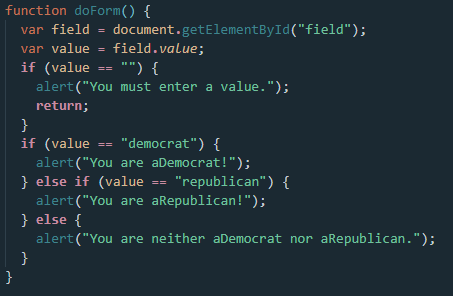 function doForm() {
  var field = document.getElementById("field");
  var value = field.value;
  if (value == "") {
    alert("You must enter a value.");
    return;
  }
  if (value == "democrat") {
    alert("You are aDemocrat!");
  } else if (value == "republican") {
    alert("You are aRepublican!");
  } else {
    alert("You are neither aDemocrat nor aRepublican.");
  }
}